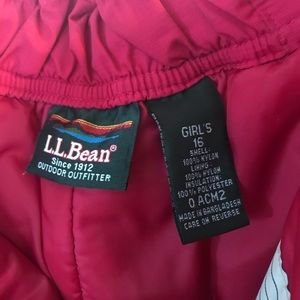 L.L.Bean®
Since 1912
OUTDOOR OUTFITTER
GIRL'S
16
SHELL:
100% NYLON
LINING:
100% NYLON
INSULATION:
100% POLYESTER
0 ACM2
MADE IN BANGLADESH
CARE ON REVERSE